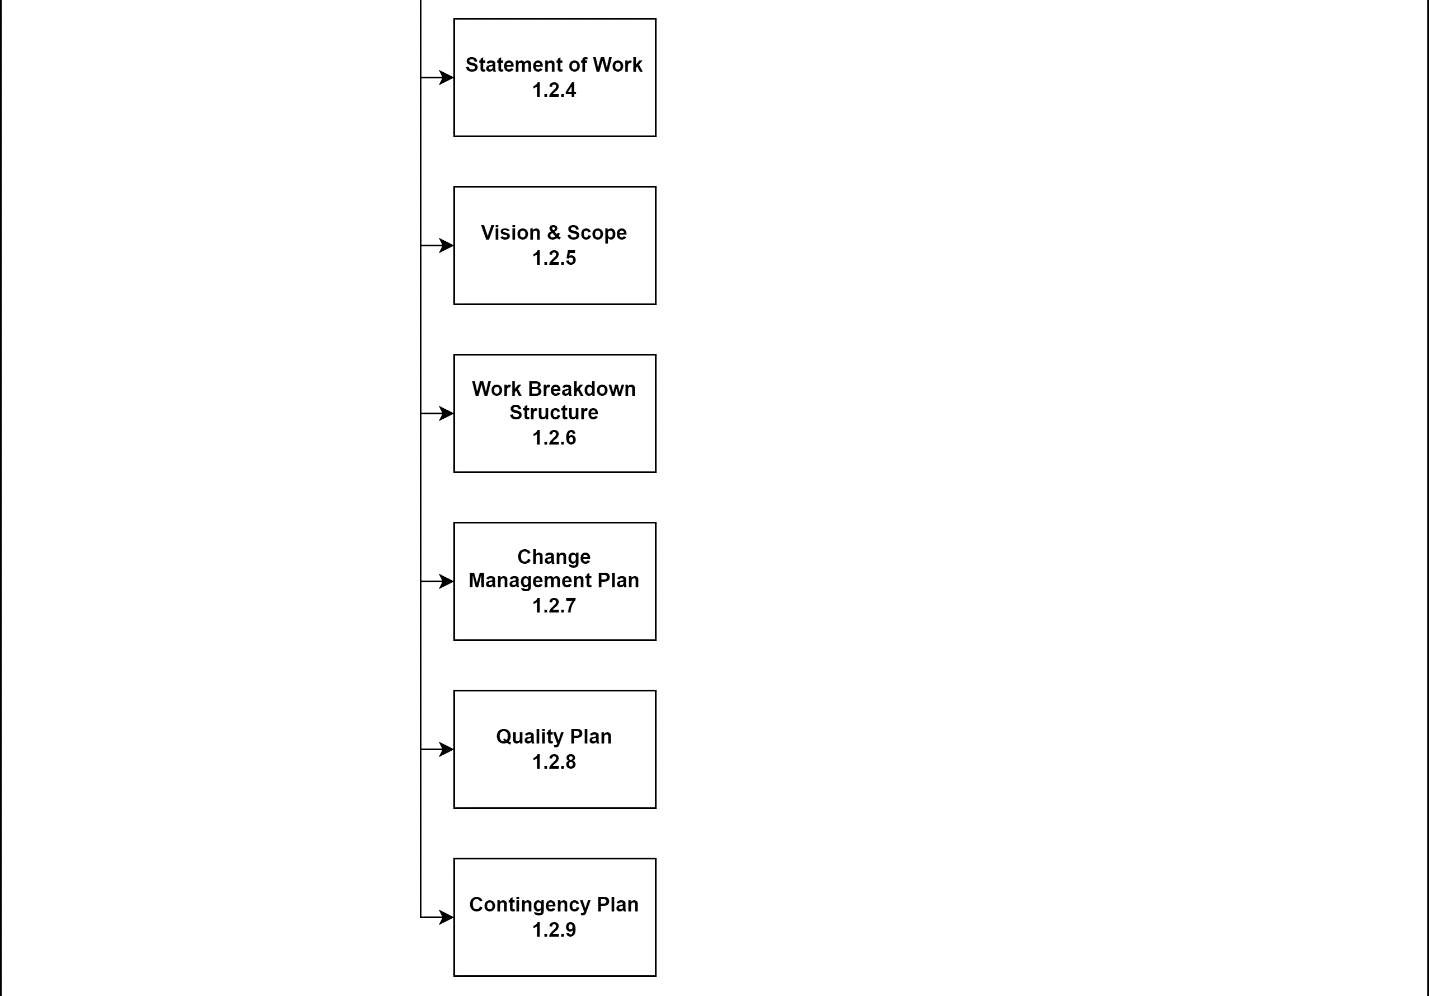 Statement of Work
1.2.4
Vision & Scope
1.2.5
Work Breakdown
Structure
1.2.6
Change
Management Plan
1.2.7
Quality Plan
1.2.8
Contingency Plan
1.2.9